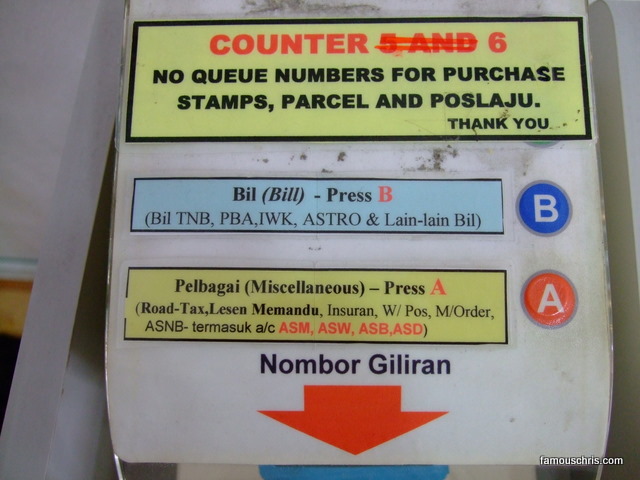 COUNTER 5 AND 6
NO QUEUE NUMBERS FOR PURCHASE
STAMPS, PARCEL AND POSLAJU.
THANK YOU
Bil (Bill) - Press B
(Bil TNB, PBA,IWK, ASTRO & Lain-lain Bil)
B
Pelbagai (Miscellaneous) – Press A
(Road-Tax,Lesen Memandu, Insuran, W/ Pos, M/Order,
ASNB- termasuk a/c ASM, ASW, ASB,ASD)
A
Nombor Giliran
famouschris.com